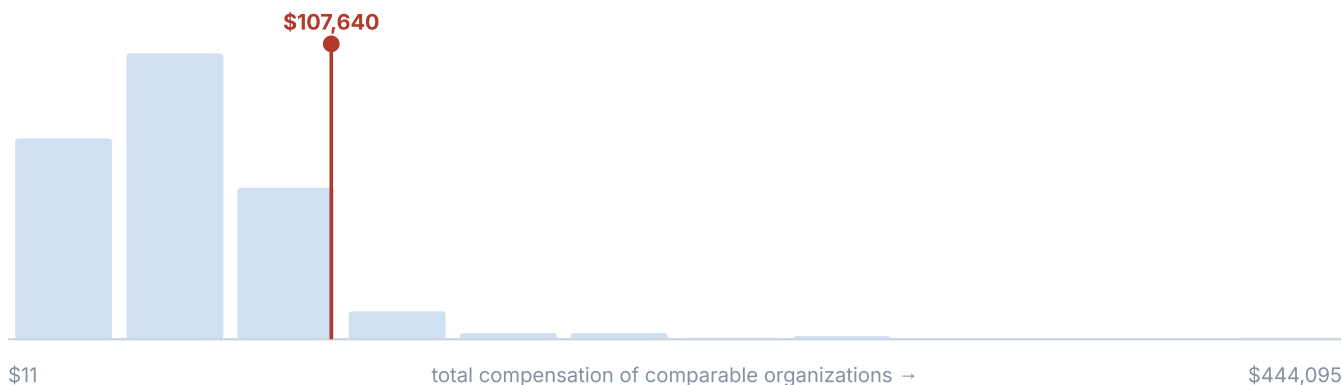 $107,640
$11
total compensation of comparable organizations →
$444,095